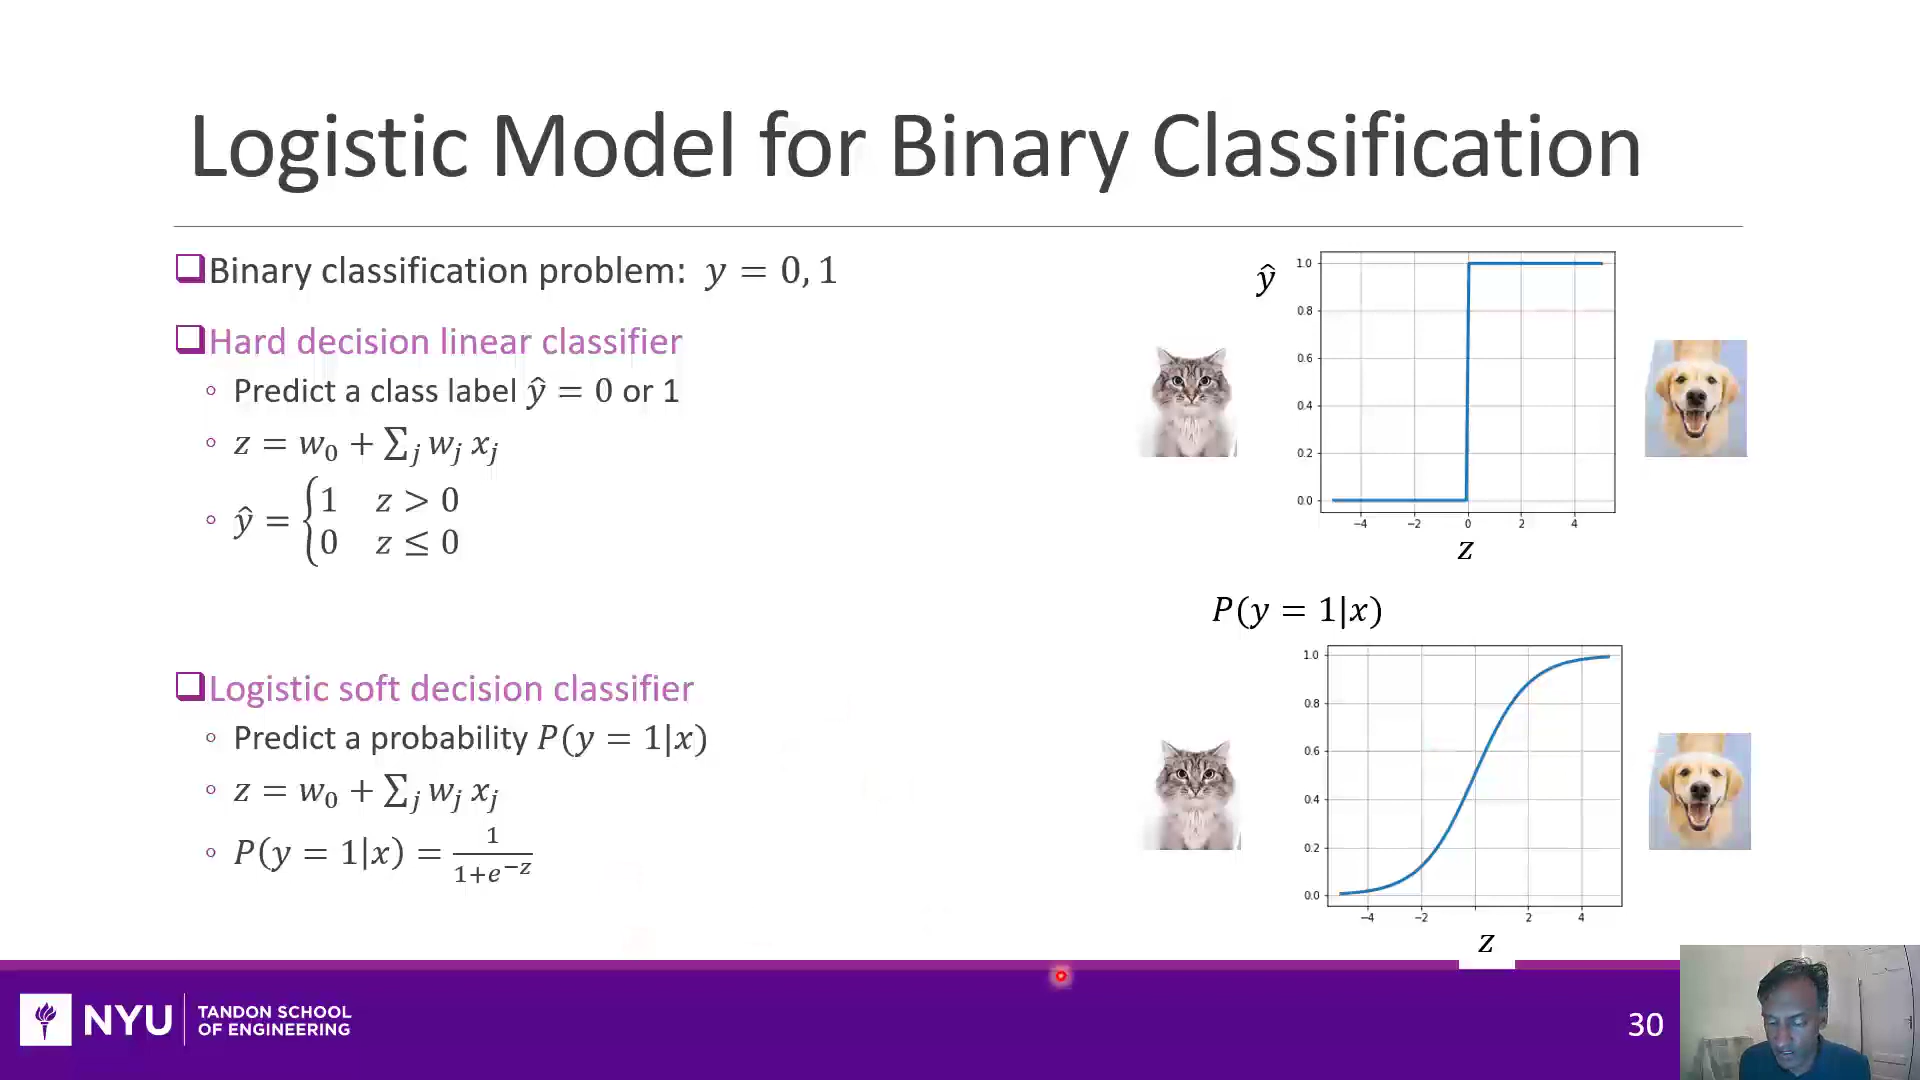 Logistic Model for Binary Classification
❑Binary classification problem: y = 0, 1
❑Hard decision linear classifier
◦ Predict a class label ŷ = 0 or 1
◦ z = w₀ + ∑ⱼ wⱼ xⱼ
◦ ŷ = {1 z > 0
0 z ≤ 0
❑Logistic soft decision classifier
◦ Predict a probability P(y = 1|x)
◦ z = w₀ + ∑ⱼ wⱼ xⱼ
◦ P(y = 1|x) = 1/(1+e^{−z})
ŷ
1.0
0.8
0.6
0.4
0.2
0.0
−4 −2 0 2 4
z
P(y = 1|x)
1.0
0.8
0.6
0.4
0.2
0.0
−4 −2 2 4
z
NYU
TANDON SCHOOL
OF ENGINEERING
30